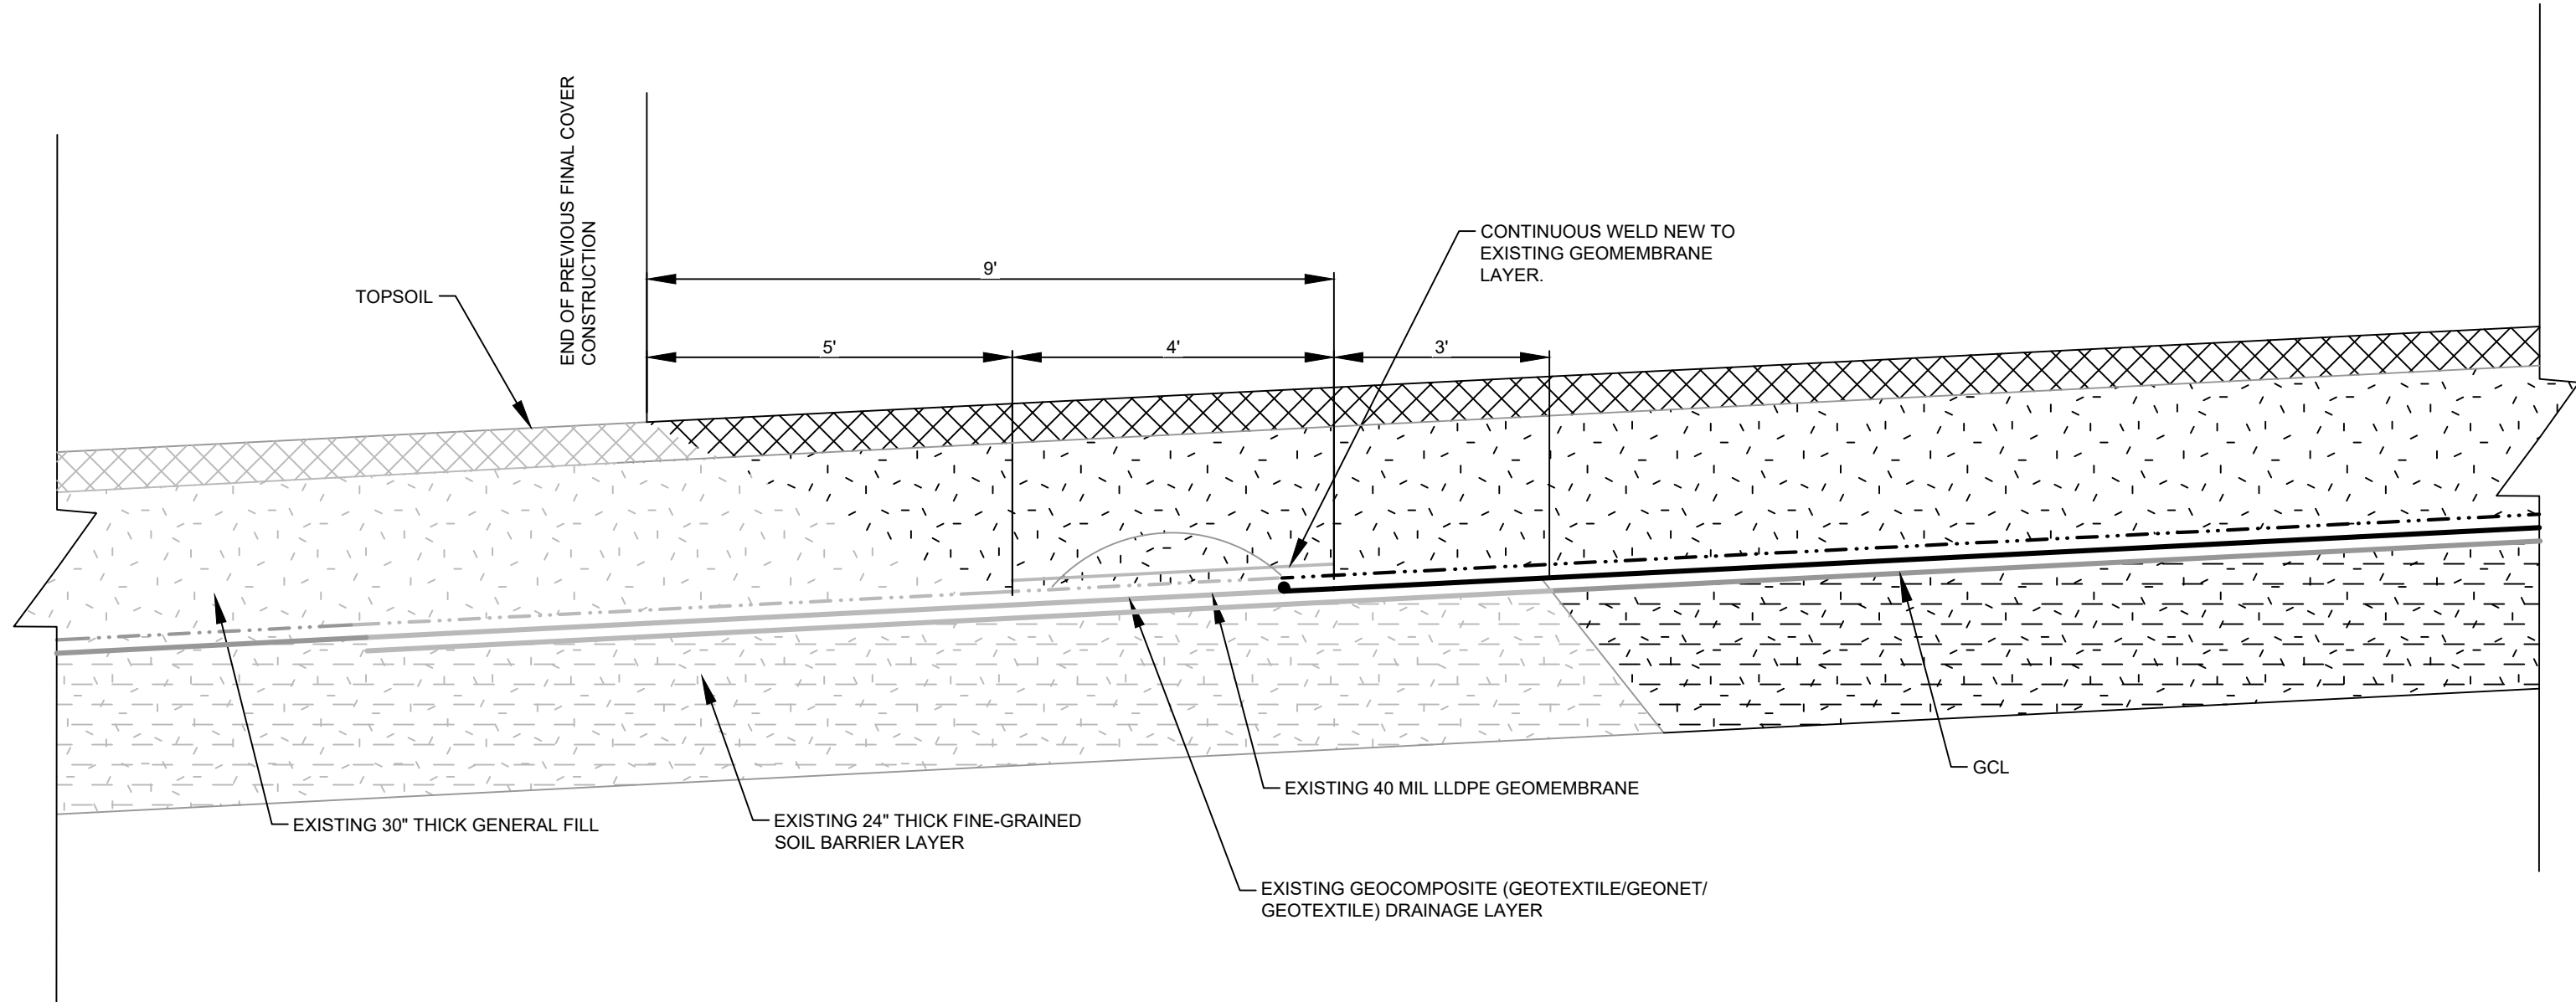 END OF PREVIOUS FINAL COVER
CONSTRUCTION
CONTINUOUS WELD NEW TO
EXISTING GEOMEMBRANE
LAYER.
9'
TOPSOIL
5'
4'
3'
GCL
EXISTING 40 MIL LLDPE GEOMEMBRANE
EXISTING 30" THICK GENERAL FILL
EXISTING 24" THICK FINE-GRAINED
SOIL BARRIER LAYER
EXISTING GEOCOMPOSITE (GEOTEXTILE/GEONET/
GEOTEXTILE) DRAINAGE LAYER